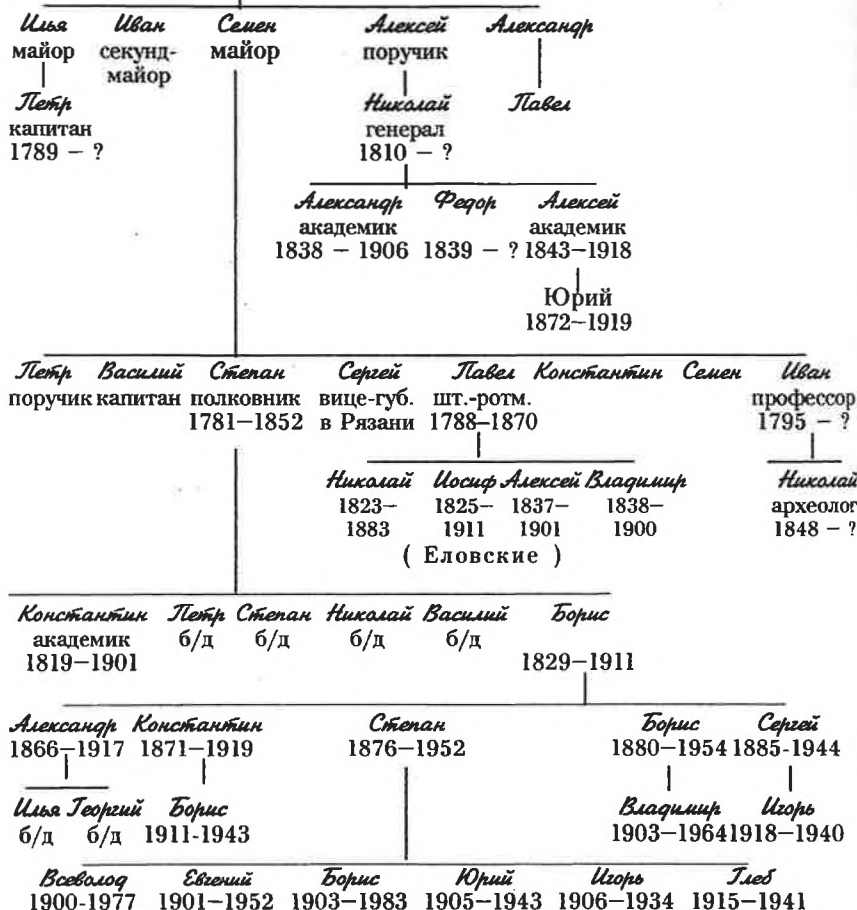 Илья Иван Семен Алексей Александр
майор секунд- майор поручик
майор
Петр Николай Павел
капитан генерал
1789 – ? 1810 – ?
Александр Федор Алексей
академик академик
1838 – 1906 1839 – ? 1843–1918
Юрий
1872–1919
Петр Василий Степан Сергей Павел Константин Семен Иван
поручик капитан полковник вице-губ. шт.-ротм. профессор
1781–1852 в Рязани 1788–1870 1795 – ?
Николай Иосиф Алексей Владимир Николай
1823– 1825– 1837– 1838– археолог
1883 1911 1901 1900 1848 – ?
( Еловские )
Константин Петр Степан Николай Василий Борис
академик б/д б/д б/д б/д
1819–1901 1829–1911
Александр Константин Степан Борис Сергей
1866–1917 1871–1919 1876–1952 1880–1954 1885-1944
Илья Георгий Борис Владимир Игорь
б/д б/д 1911-1943 1903–1964 1918–1940
Всеволод Евгений Борис Юрий Игорь Глеб
1900-1977 1901–1952 1903–1983 1905–1943 1906–1934 1915–1941